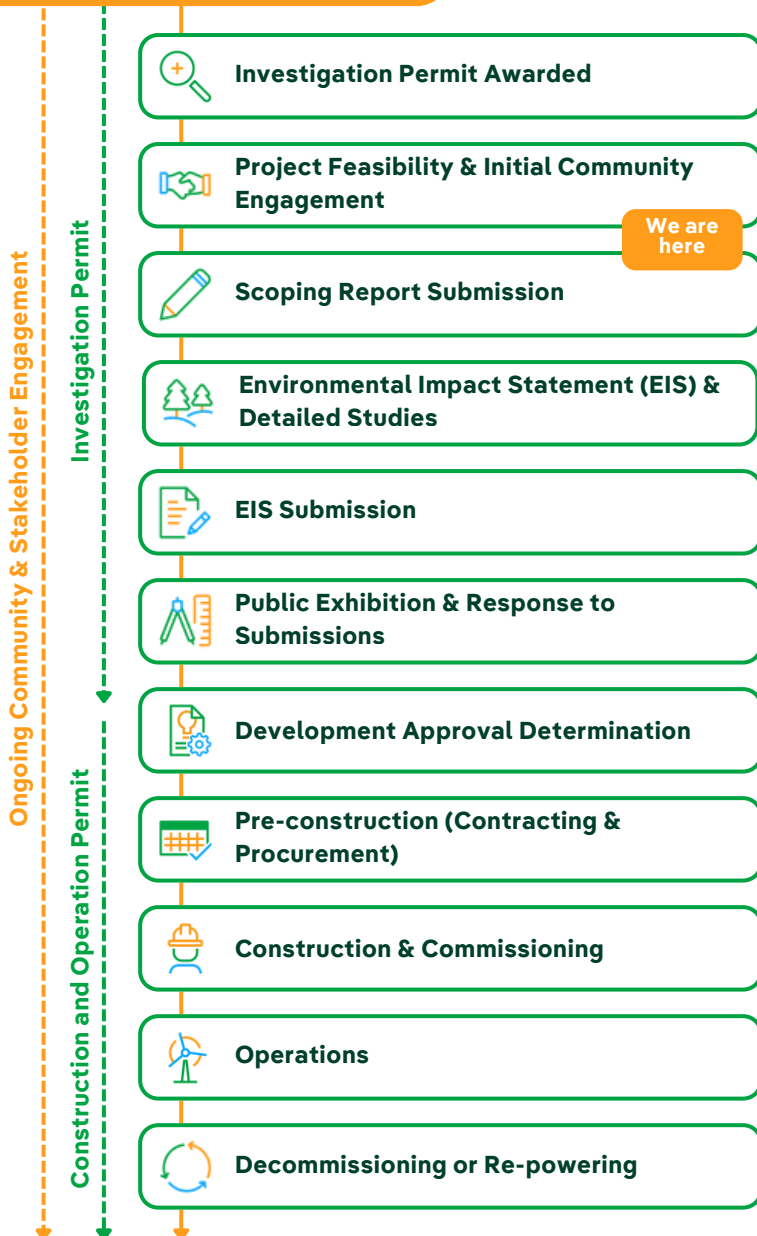 Investigation Permit Awarded
Project Feasibility & Initial Community
Engagement
We are
here
Scoping Report Submission
Environmental Impact Statement (EIS) &
Detailed Studies
EIS Submission
Public Exhibition & Response to
Submissions
Development Approval Determination
Pre-construction (Contracting &
Procurement)
Construction & Commissioning
Operations
Decommissioning or Re-powering
Ongoing Community & Stakeholder Engagement
Investigation Permit
Construction and Operation Permit